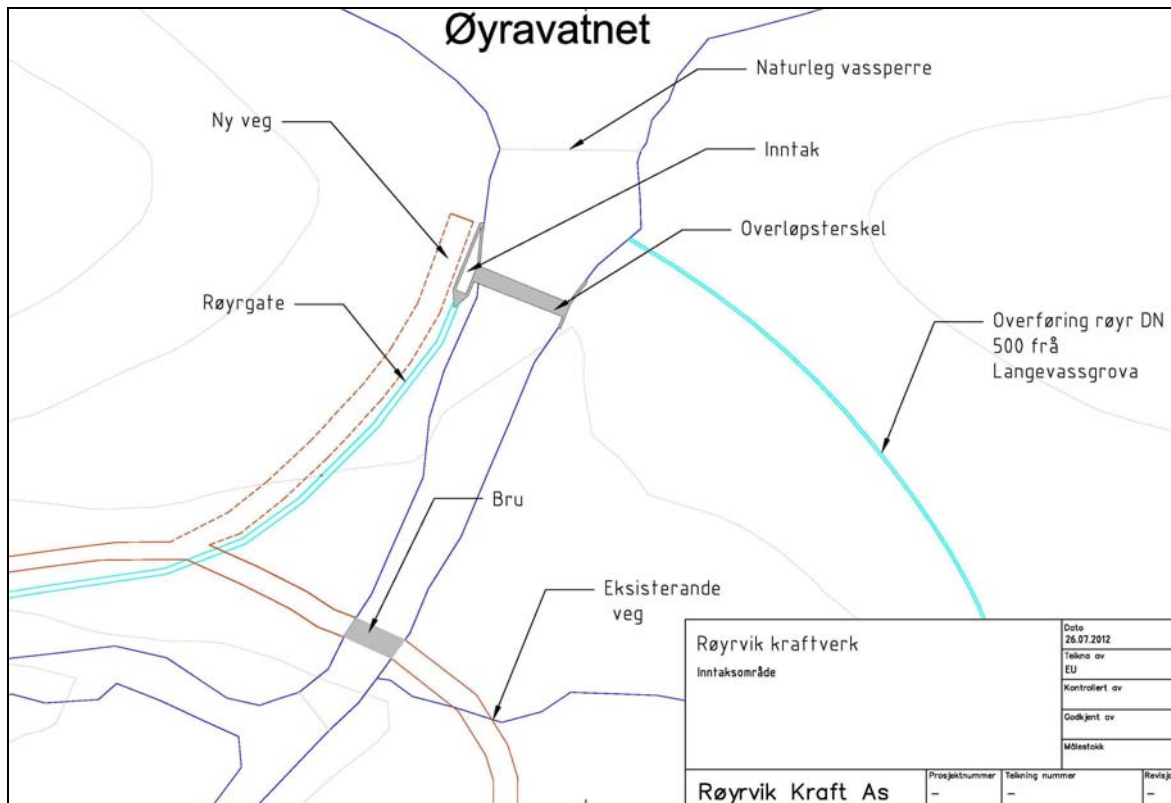 Øyravatnet
Naturleg vassperre
Ny veg
Inntak
Overløpsterskel
Røyrgate
Overføring røyr DN
500 frå
Langevassgrova
Bru
Eksisterande
veg
Røyrvik kraftverk
Inntaksområde
Dato
26.07.2012
Teikna av
EU
Kontrollert av
Godkjent av
Målestokk
Røyrvik Kraft As
Prosjektnummer
–
Teikning nummer
–
Revisjo
–